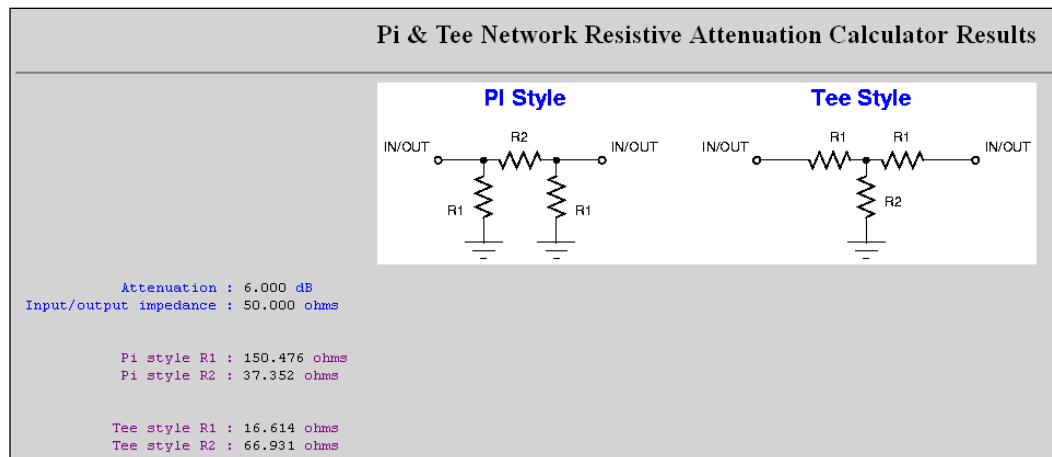 Pi & Tee Network Resistive Attenuation Calculator Results
PI Style
Tee Style
IN/OUT
R2
IN/OUT
R1
R1
IN/OUT
R1
R1
IN/OUT
R2
Attenuation : 6.000 dB
Input/output impedance : 50.000 ohms
Pi style R1 : 150.476 ohms
Pi style R2 : 37.352 ohms
Tee style R1 : 16.614 ohms
Tee style R2 : 66.931 ohms